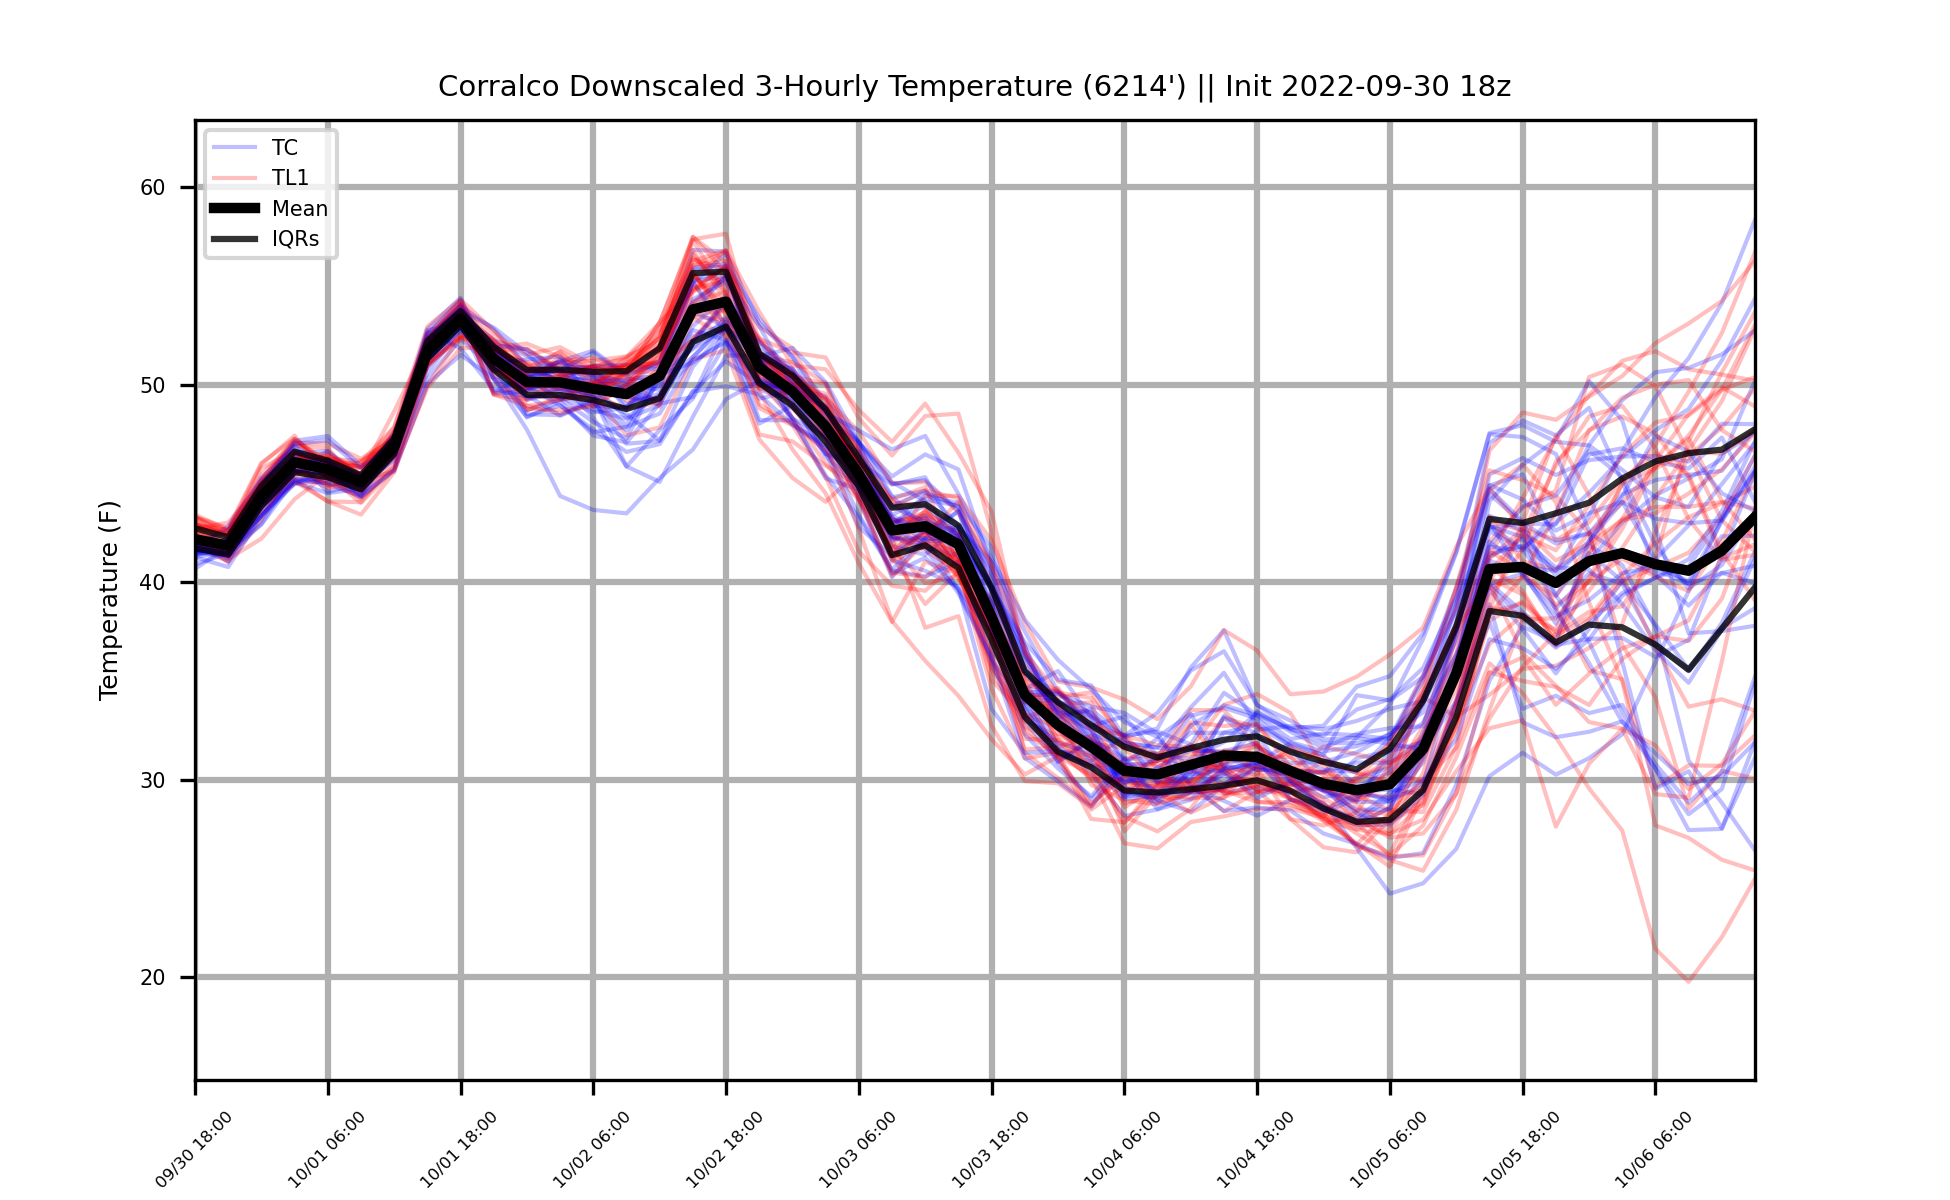 Corralco Downscaled 3-Hourly Temperature (6214') || Init 2022-09-30 18z
TC
TL1
Mean
IQRs
Temperature (F)
60
50
40
30
20
09/30 18:00
10/01 06:00
10/01 18:00
10/02 06:00
10/02 18:00
10/03 06:00
10/03 18:00
10/04 06:00
10/04 18:00
10/05 06:00
10/05 18:00
10/06 06:00